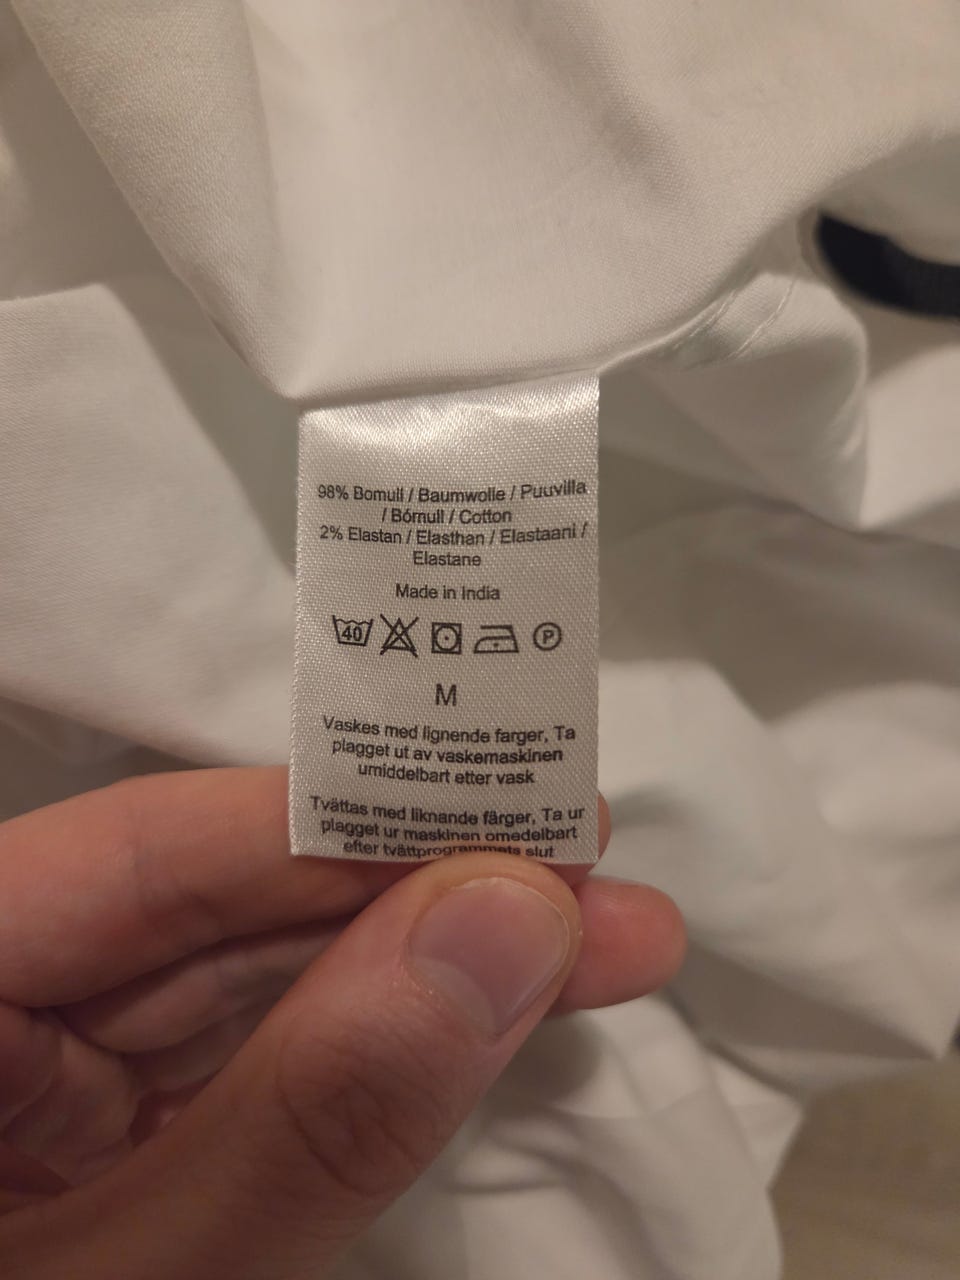 98% Bomull / Baumwolle / Puuvilla
/ Bómull / Cotton
2% Elastan / Elasthan / Elastaani /
Elastane
Made in India
40 P
M
Vaskes med lignende farger, Ta
plagget ut av vaskemaskinen
umiddelbart etter vask
Tvättas med liknande färger, Ta ur
plagget ur maskinen omedelbart
efter tvättprogrammets slut